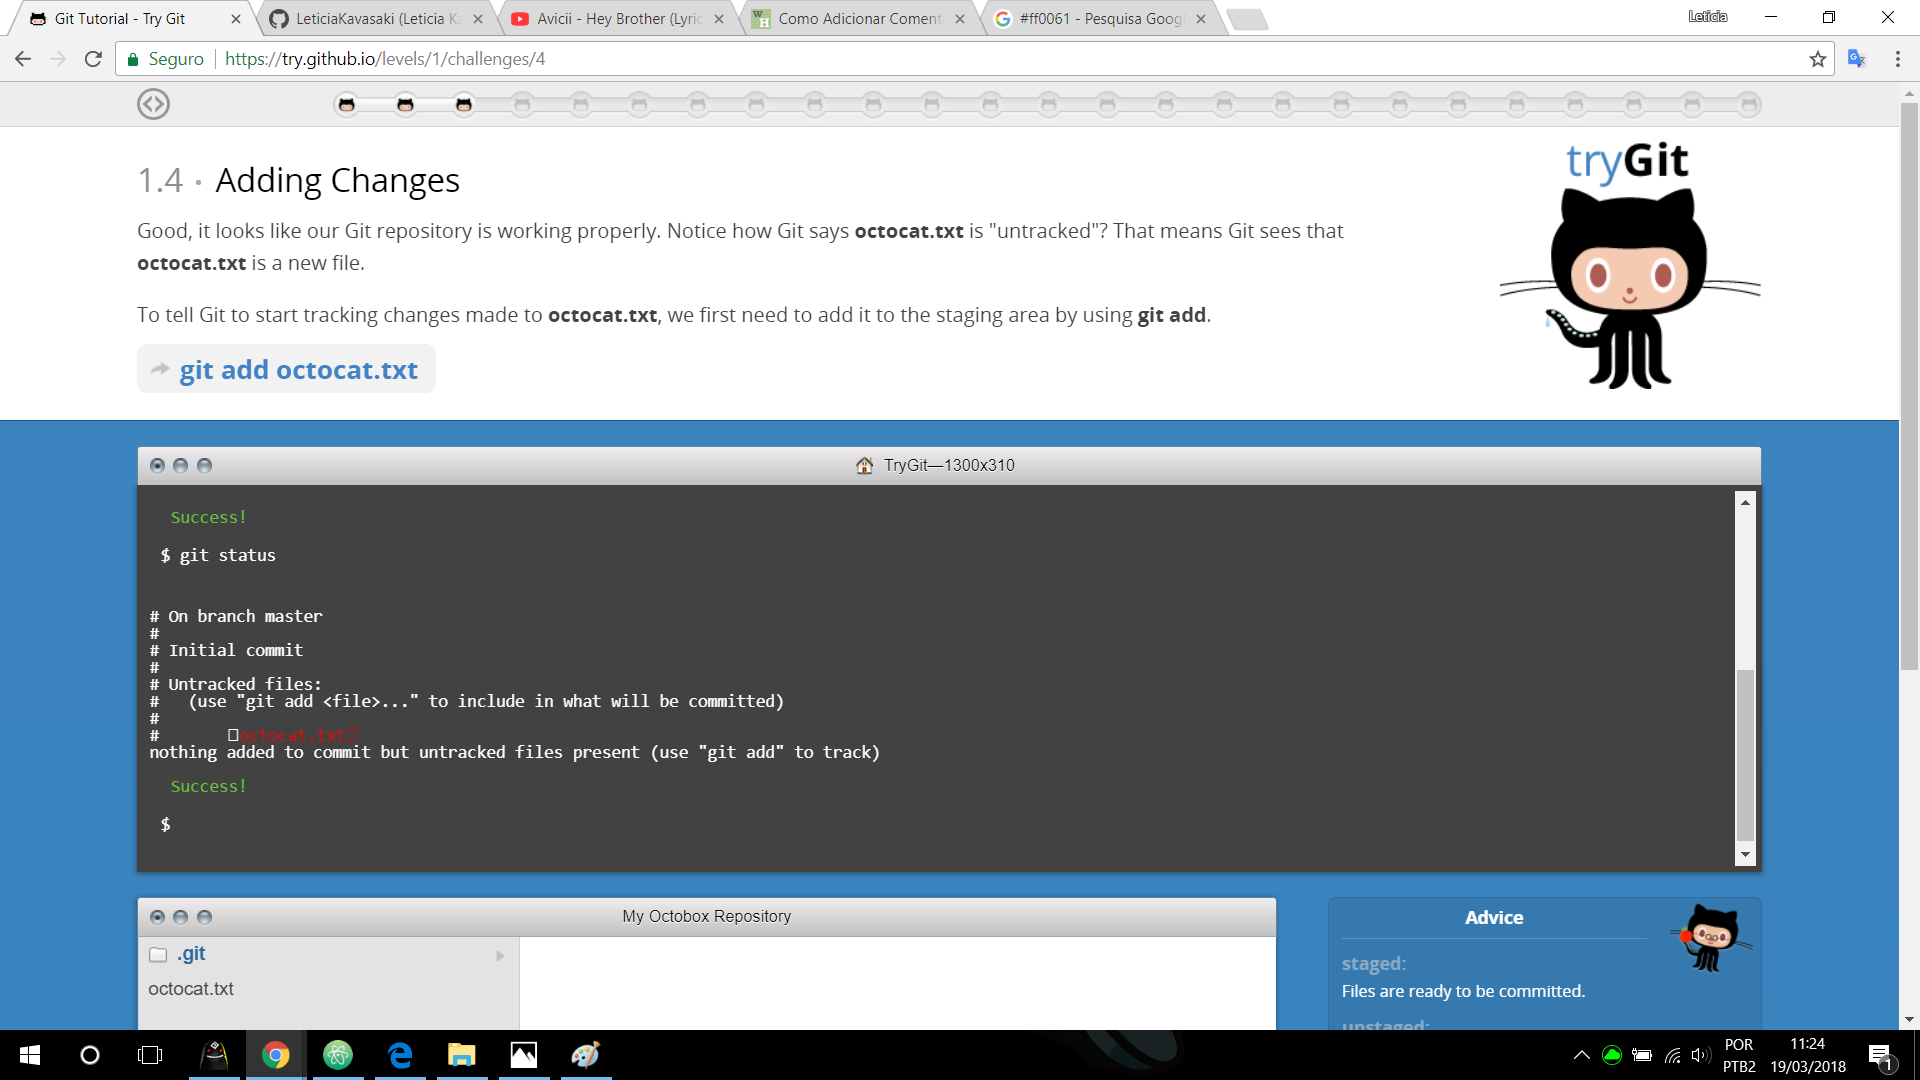 Git Tutorial - Try Git
LeticiaKavasaki (Leticia K
Avicii - Hey Brother (Lyric
Como Adicionar Coment
#ff0061 - Pesquisa Goog
Leticia
Seguro
https://try.github.io/levels/1/challenges/4
1.4 · Adding Changes
tryGit
Good, it looks like our Git repository is working properly. Notice how Git says octocat.txt is "untracked"? That means Git sees that
octocat.txt is a new file.
To tell Git to start tracking changes made to octocat.txt, we first need to add it to the staging area by using git add.
git add octocat.txt
TryGit—1300x310
Success!
$ git status
# On branch master
#
# Initial commit
#
# Untracked files:
#   (use "git add <file>..." to include in what will be committed)
#
#       □octocat.txt□
nothing added to commit but untracked files present (use "git add" to track)
Success!
$
My Octobox Repository
.git
octocat.txt
Advice
staged:
Files are ready to be committed.
unstaged:
POR
PTB2
11:24
19/03/2018
1